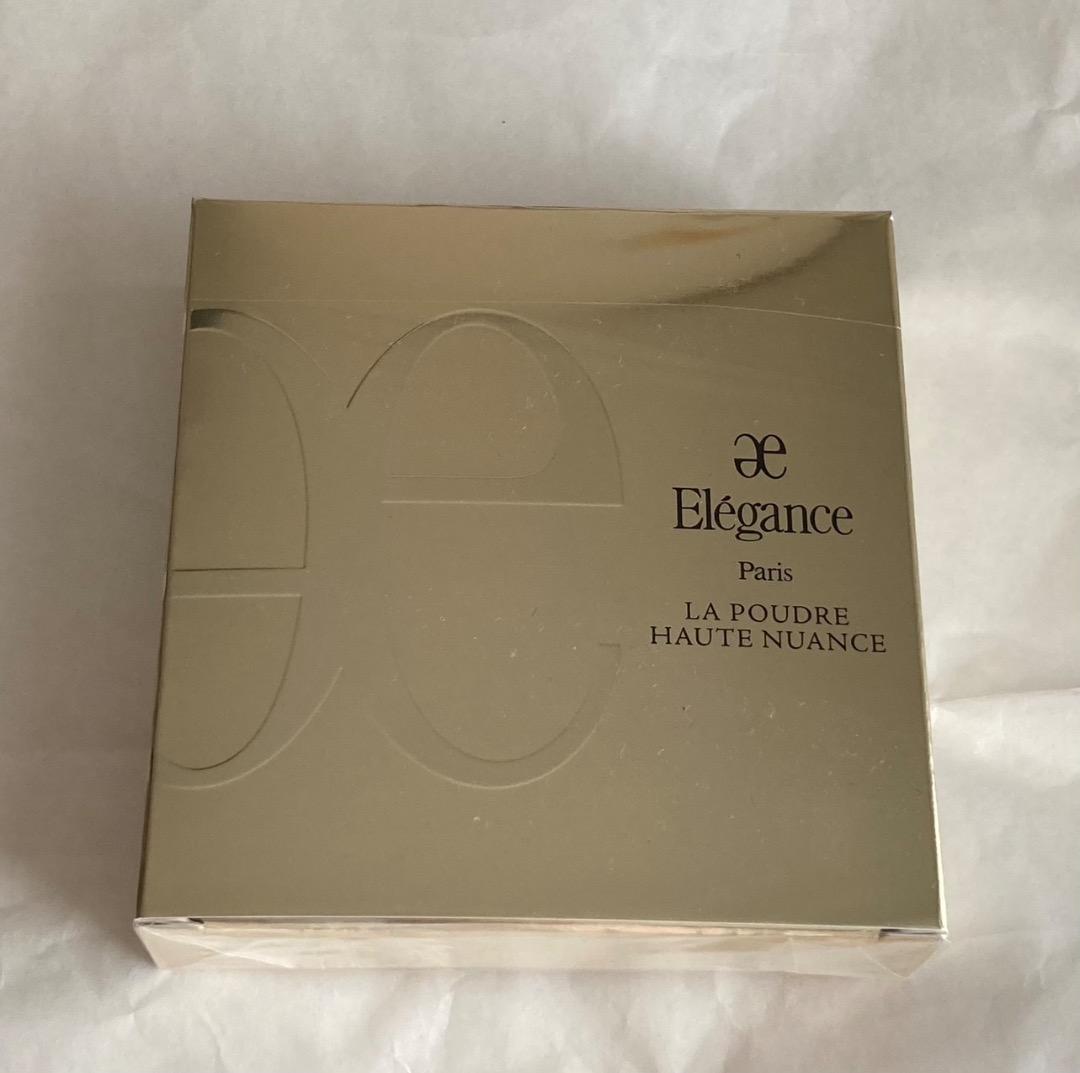 æ
Elégance
Paris
LA POUDRE
HAUTE NUANCE